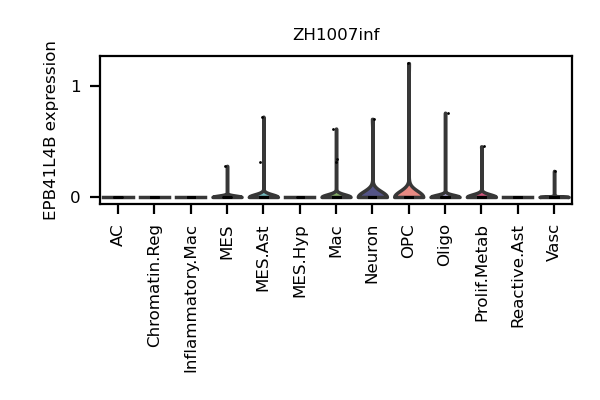 ZH1007inf
EPB41L4B expression
1
0
AC
Chromatin.Reg
Inflammatory.Mac
MES
MES.Ast
MES.Hyp
Mac
Neuron
OPC
Oligo
Prolif.Metab
Reactive.Ast
Vasc